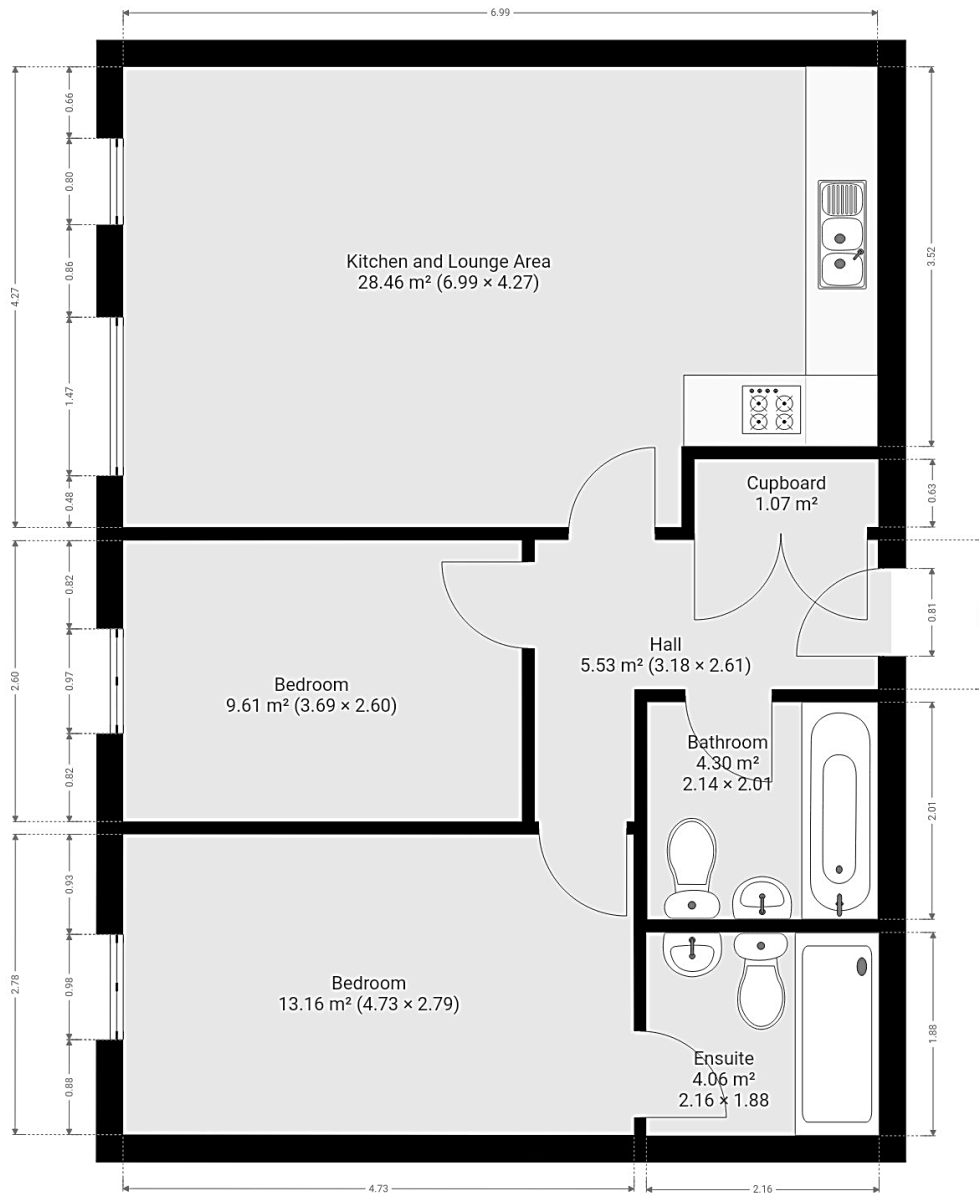 6.99
0.66
0.80
0.86
1.47
0.48
4.27
3.52
Kitchen and Lounge Area
28.46 m² (6.99 × 4.27)
Cupboard
1.07 m²
0.63
0.81
Hall
5.53 m² (3.18 × 2.61)
0.82
0.97
0.82
2.60
Bedroom
9.61 m² (3.69 × 2.60)
Bathroom
4.30 m²
2.14 × 2.01
2.01
0.93
0.98
0.88
2.78
Bedroom
13.16 m² (4.73 × 2.79)
Ensuite
4.06 m²
2.16 × 1.88
1.88
4.73
2.16